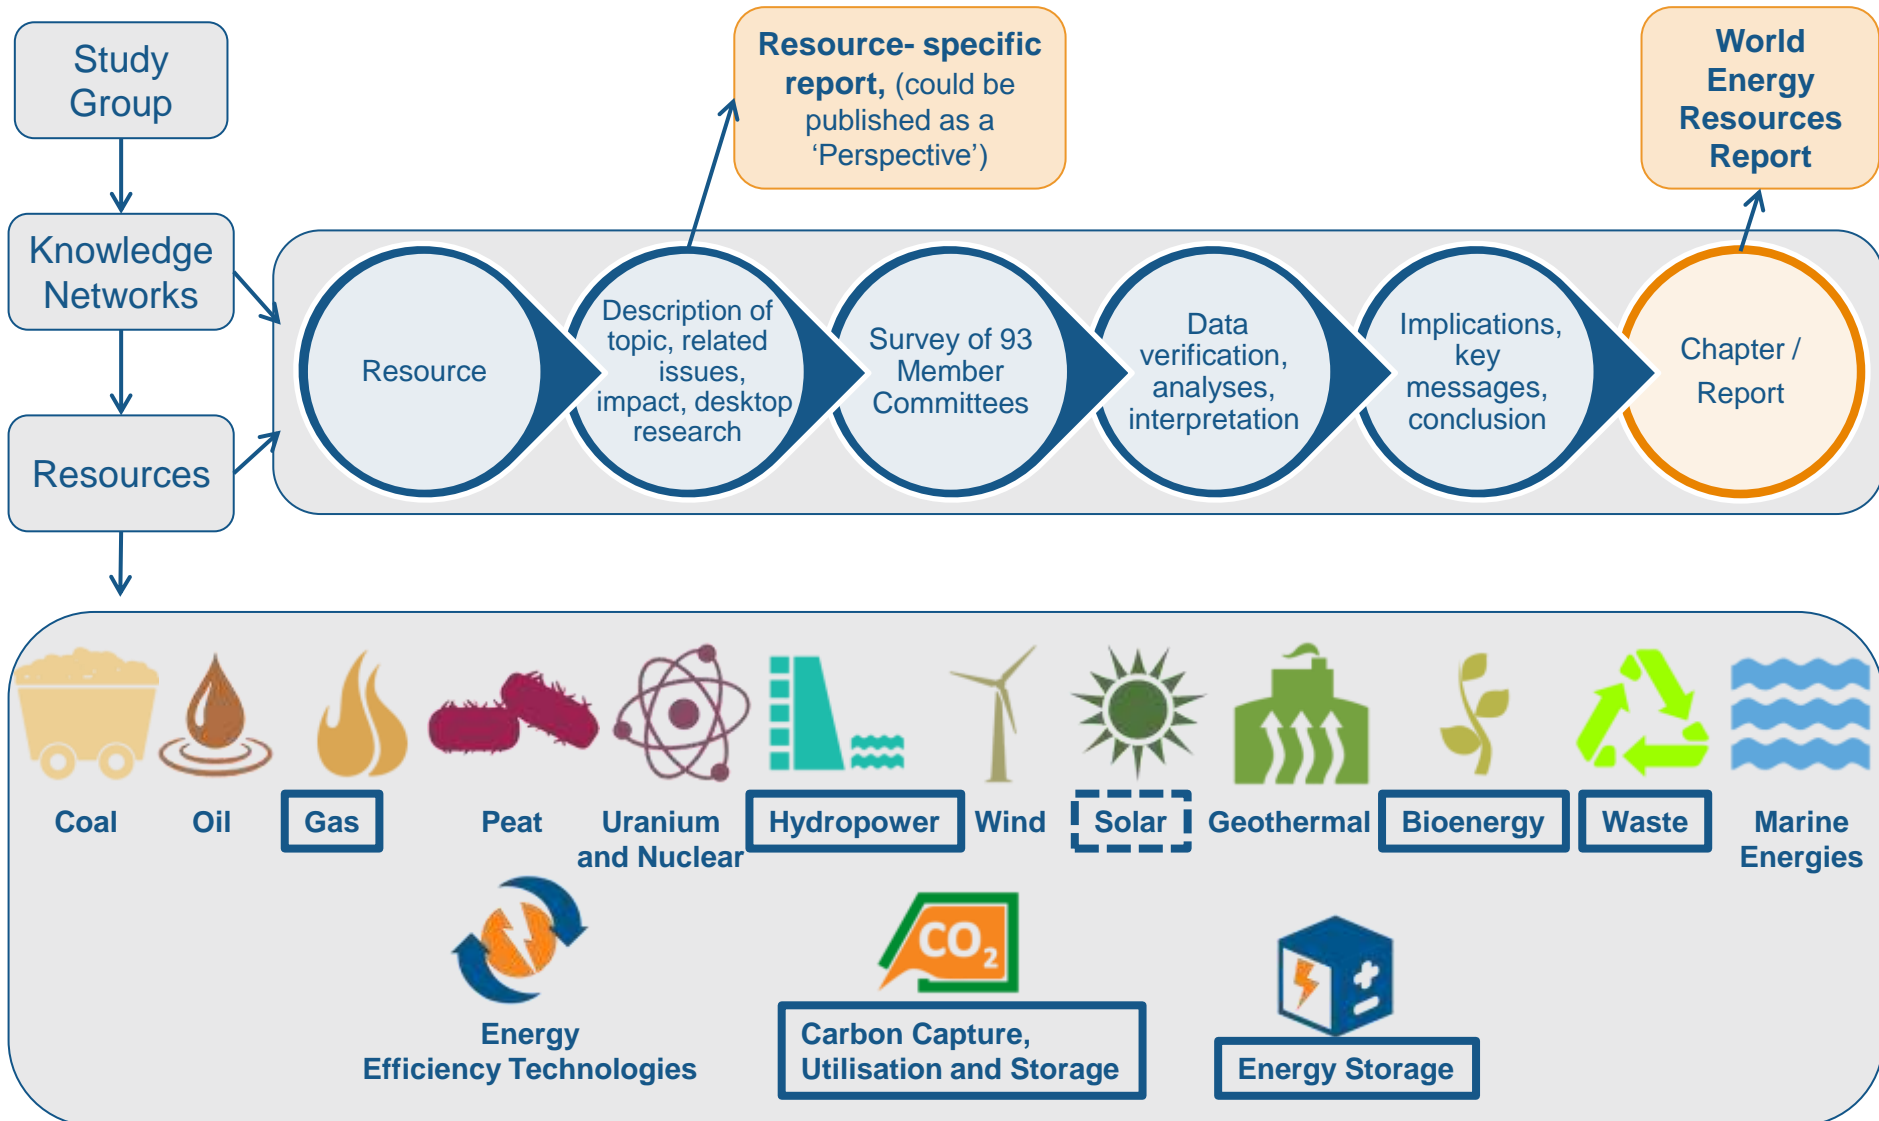 Study
Group
Resource- specific
report, (could be
published as a
‘Perspective’)
World
Energy
Resources
Report
Knowledge
Networks
Resources
Resource
Description of
topic, related
issues,
impact, desktop
research
Survey of 93
Member
Committees
Data
verification,
analyses,
interpretation
Implications,
key
messages,
conclusion
Chapter /
Report
Coal
Oil
Gas
Peat
Uranium
and Nuclear
Hydropower
Wind
Solar
Geothermal
Bioenergy
Waste
Marine
Energies
Energy
Efficiency Technologies
CO2
Carbon Capture,
Utilisation and Storage
Energy Storage